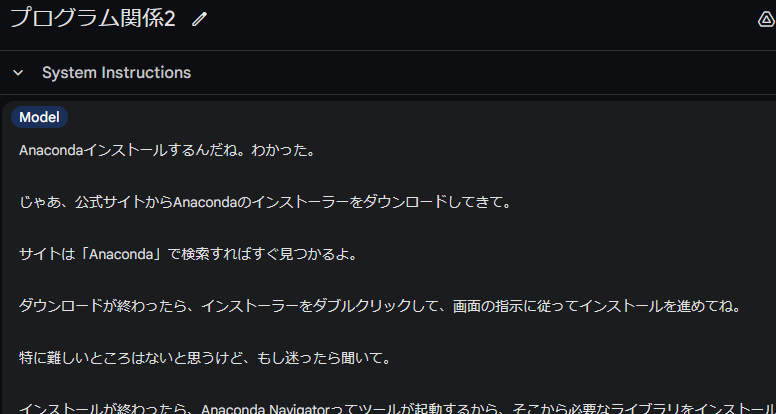 プログラム関係2
System Instructions
Model
Anacondaインストールするんだね。わかった。
じゃあ、公式サイトからAnacondaのインストーラーをダウンロードしてきて。
サイトは「Anaconda」で検索すればすぐ見つかるよ。
ダウンロードが終わったら、インストーラーをダブルクリックして、画面の指示に従ってインストールを進めてね。
特に難しいところはないと思うけど、もし迷ったら聞いて。
インストールが終わったら、Anaconda Navigatorってツールが起動するから、そこから必要なライブラリをインストール